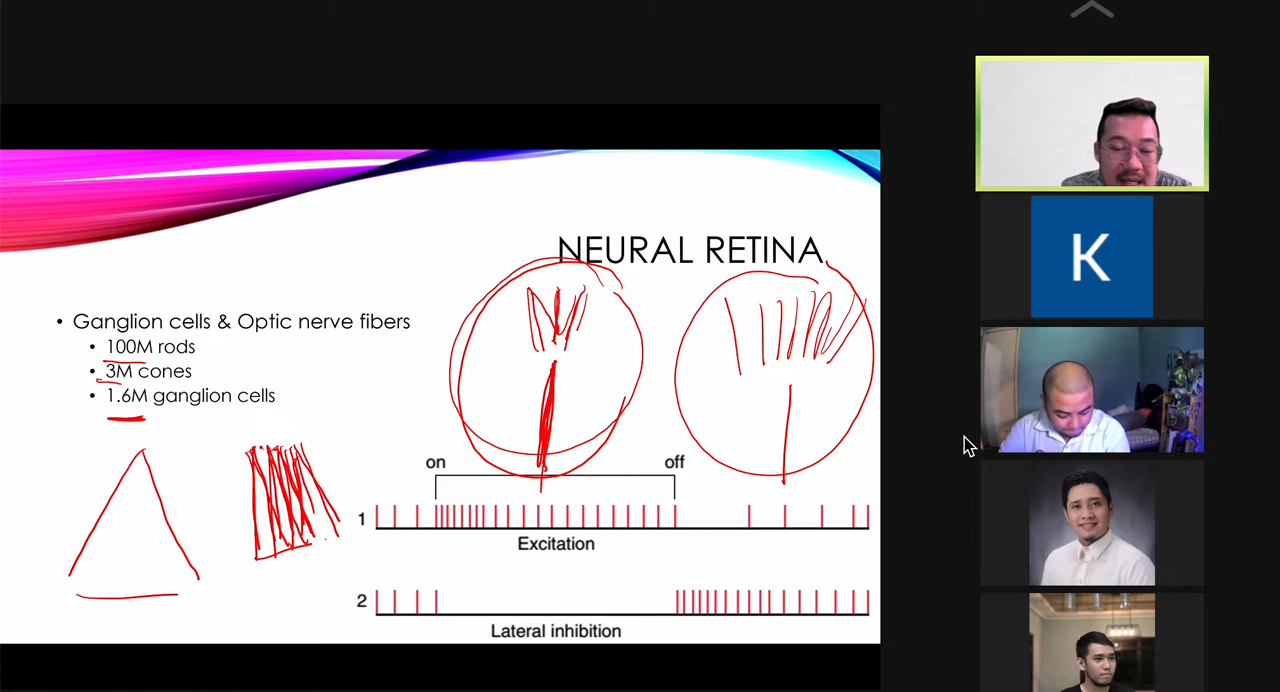 NEURAL RETINA
• Ganglion cells & Optic nerve fibers
• 100M rods
• 3M cones
• 1.6M ganglion cells
on off
1
Excitation
2
Lateral inhibition
K